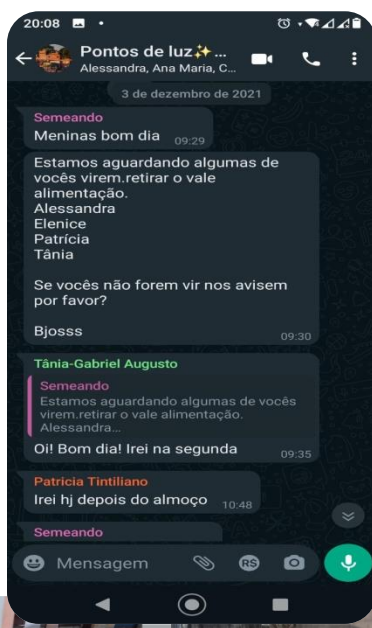 20:08
Pontos de luz✨...
Alessandra, Ana Maria, C...
3 de dezembro de 2021
Semeando
Meninas bom dia 09:29
Estamos aguardando algumas de
vocês virem.retirar o vale
alimentação.
Alessandra
Elenice
Patrícia
Tânia
Se vocês não forem vir nos avisem
por favor?
Bjosss 09:30
Tânia-Gabriel Augusto
Semeando
Estamos aguardando algumas de vocês
virem.retirar o vale alimentação.
Alessandra...
Oi! Bom dia! Irei na segunda 09:35
Patricia Tintiliano
Irei hj depois do almoço 10:48
Semeando
Mensagem R$